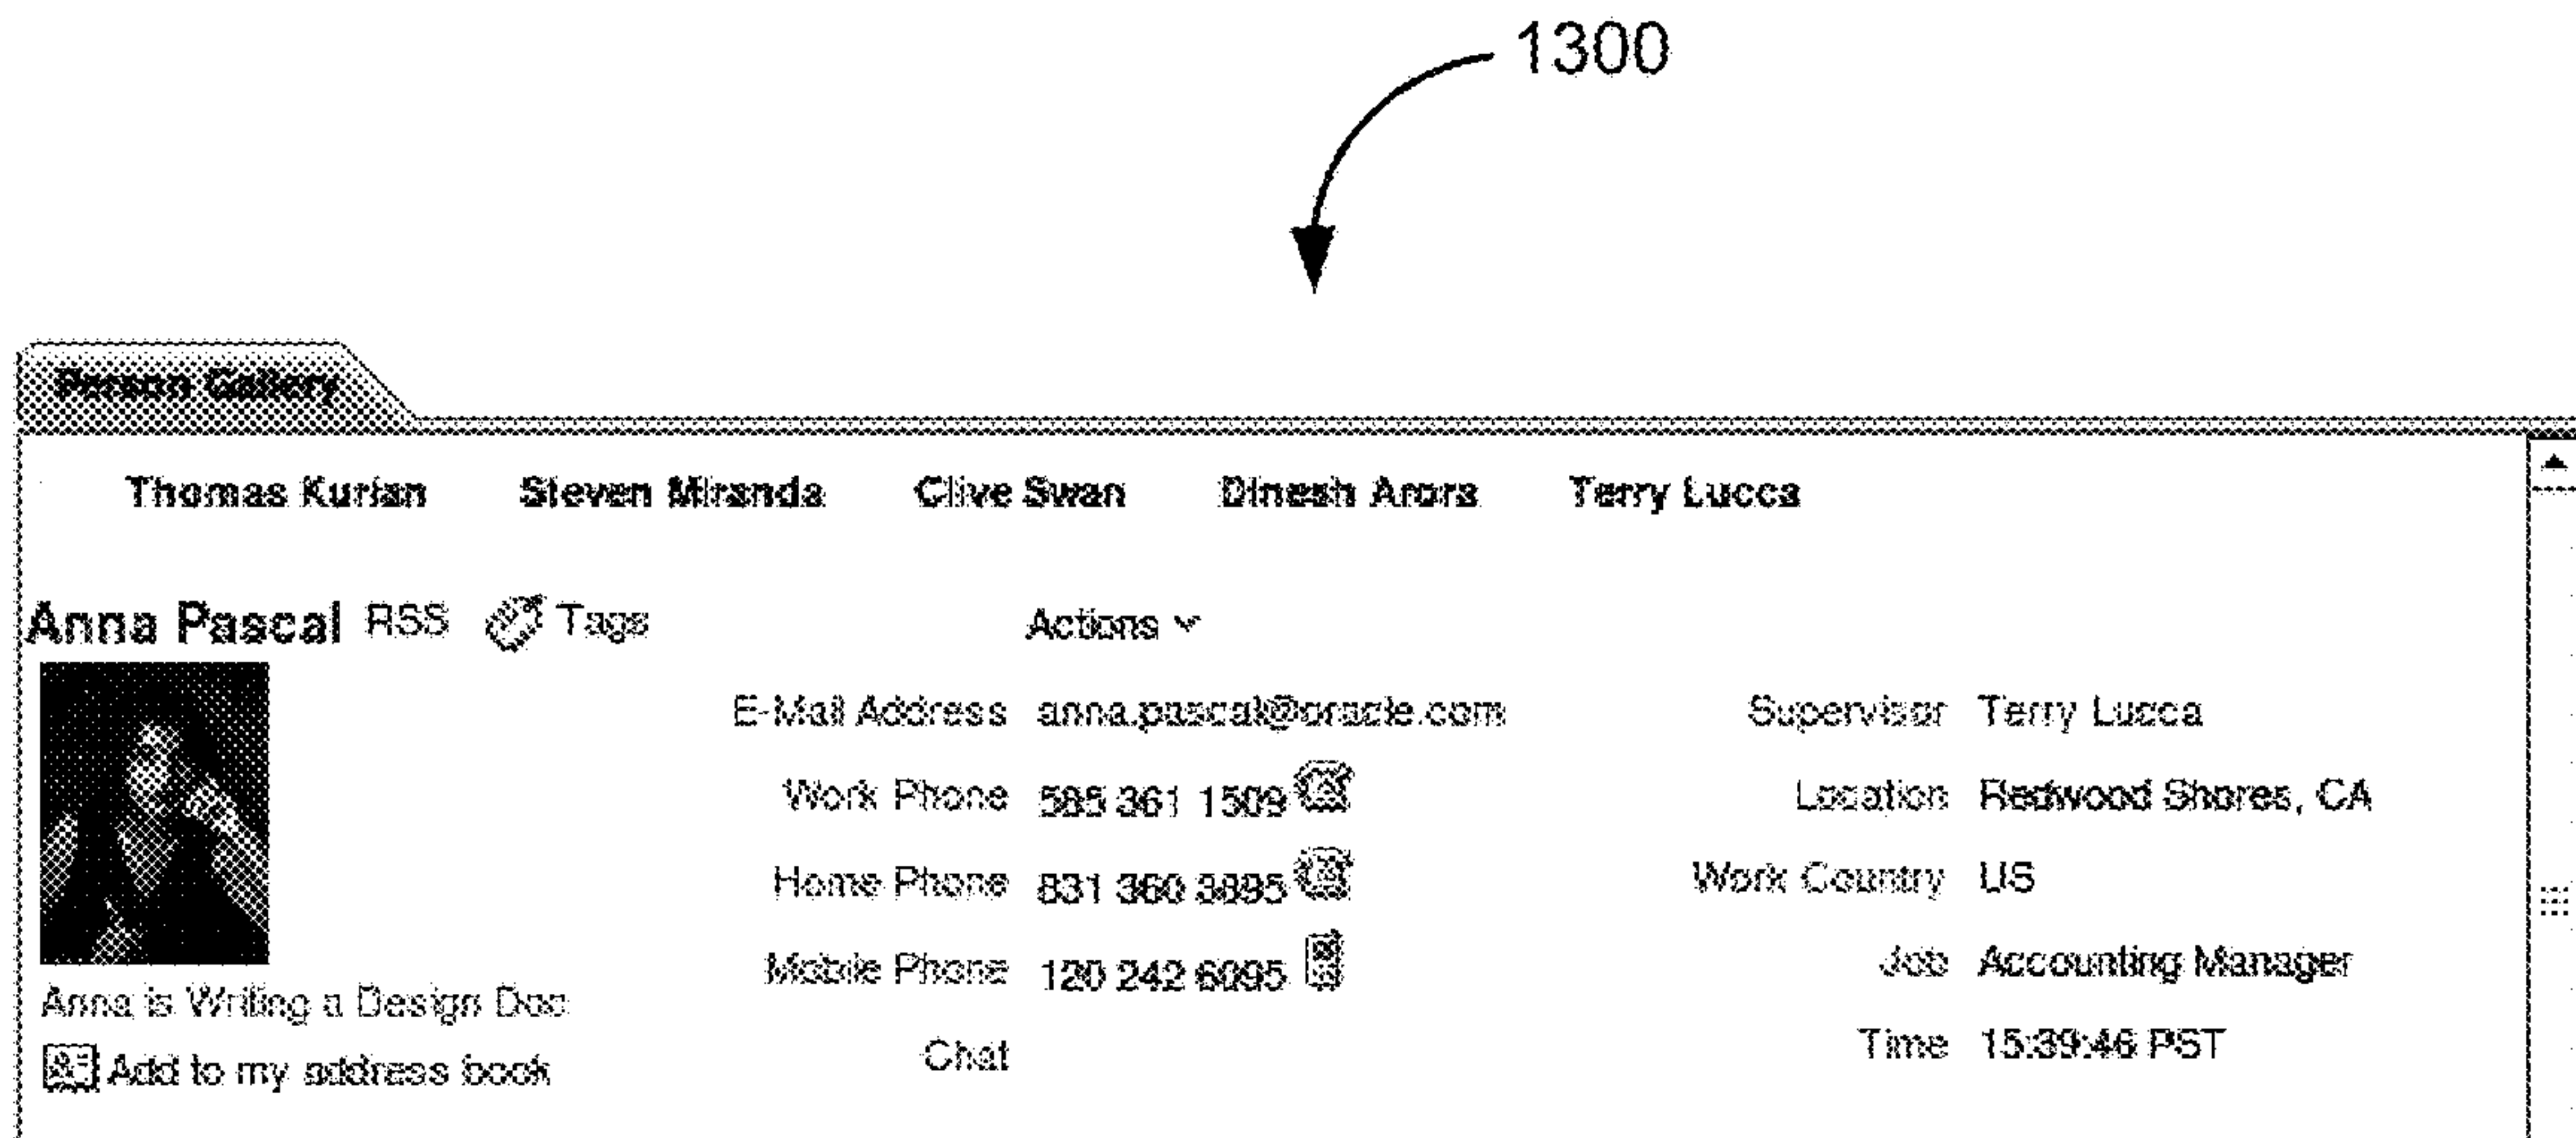 1300
Person Gallery
Thomas Kurian Steven Miranda Clive Swan Dinesh Arora Terry Lucca
Anna Pascal RSS Tags Actions
E-Mail Address anna.pascal@oracle.com Supervisor Terry Lucca
Work Phone 585 361 1509 Location Redwood Shores, CA
Home Phone 831 360 3895 Work Country US
Mobile Phone 120 242 6095 Job Accounting Manager
Anna is Writing a Design Doc
Chat Time 15:39:46 PST
Add to my address book